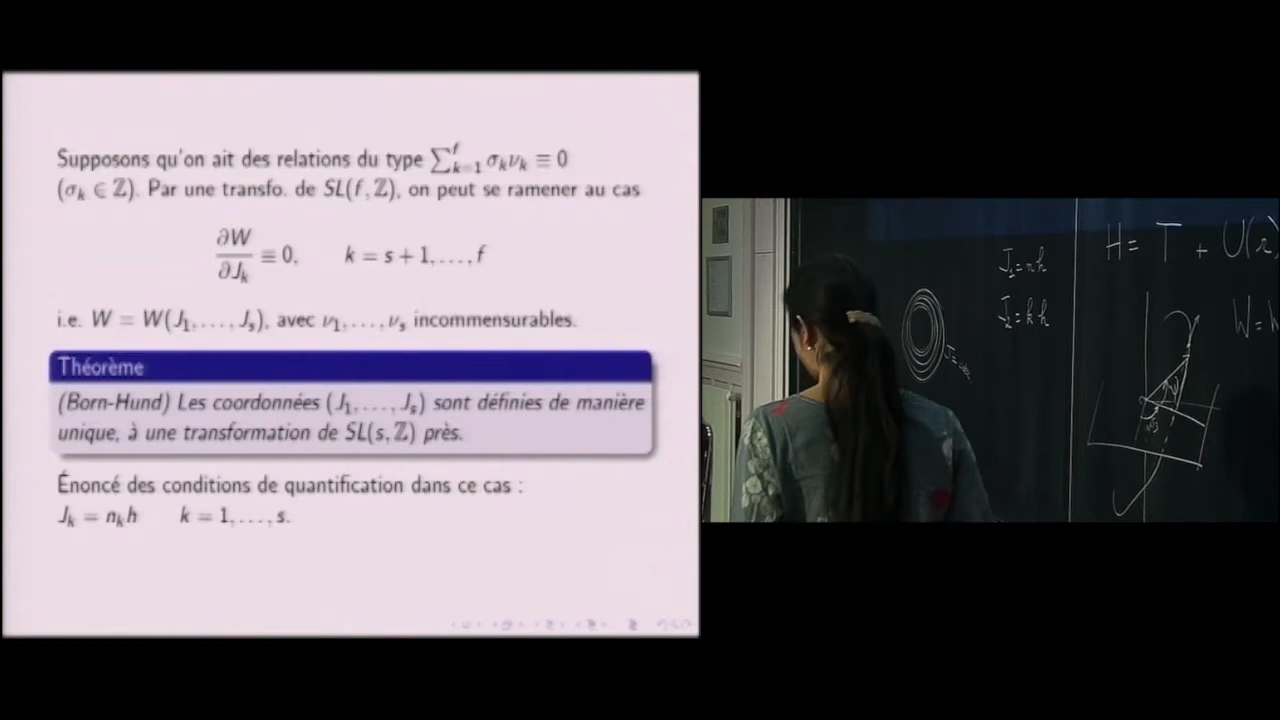 Supposons qu'on ait des relations du type ∑_{k=1}^{f} σ_k ν_k ≡ 0
(σ_k ∈ ℤ). Par une transfo. de SL(f, ℤ), on peut se ramener au cas
∂W/∂J_k ≡ 0, k = s + 1, . . . , f
i.e. W = W(J_1, . . . , J_s), avec ν_1, . . . , ν_s incommensurables.
Théorème
(Born-Hund) Les coordonnées (J_1, . . . , J_s) sont définies de manière
unique, à une transformation de SL(s, ℤ) près.
Énoncé des conditions de quantification dans ce cas :
J_k = n_k h k = 1, . . . , s.
J_1 = n h
J_2 = k h
H = T + U(r)
W =